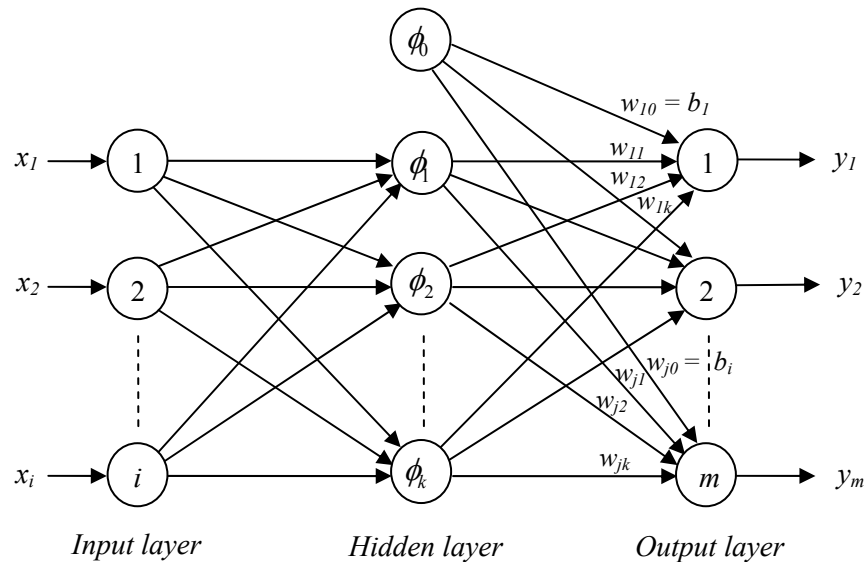 ϕ0
w10 = b1
x1 1 ϕ1 w11 1 y1
w12
w1k
x2 2 ϕ2 2 y2
wj0 = bi
wj1
wj2
xi i ϕk wjk m ym
Input layer Hidden layer Output layer